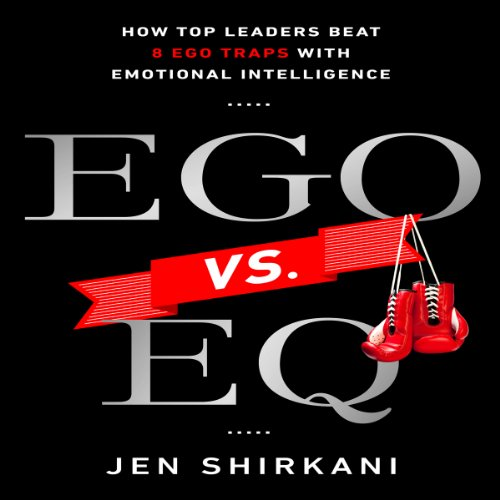 HOW TOP LEADERS BEAT
8 EGO TRAPS WITH
EMOTIONAL INTELLIGENCE
EGO
VS.
EQ
JEN SHIRKANI